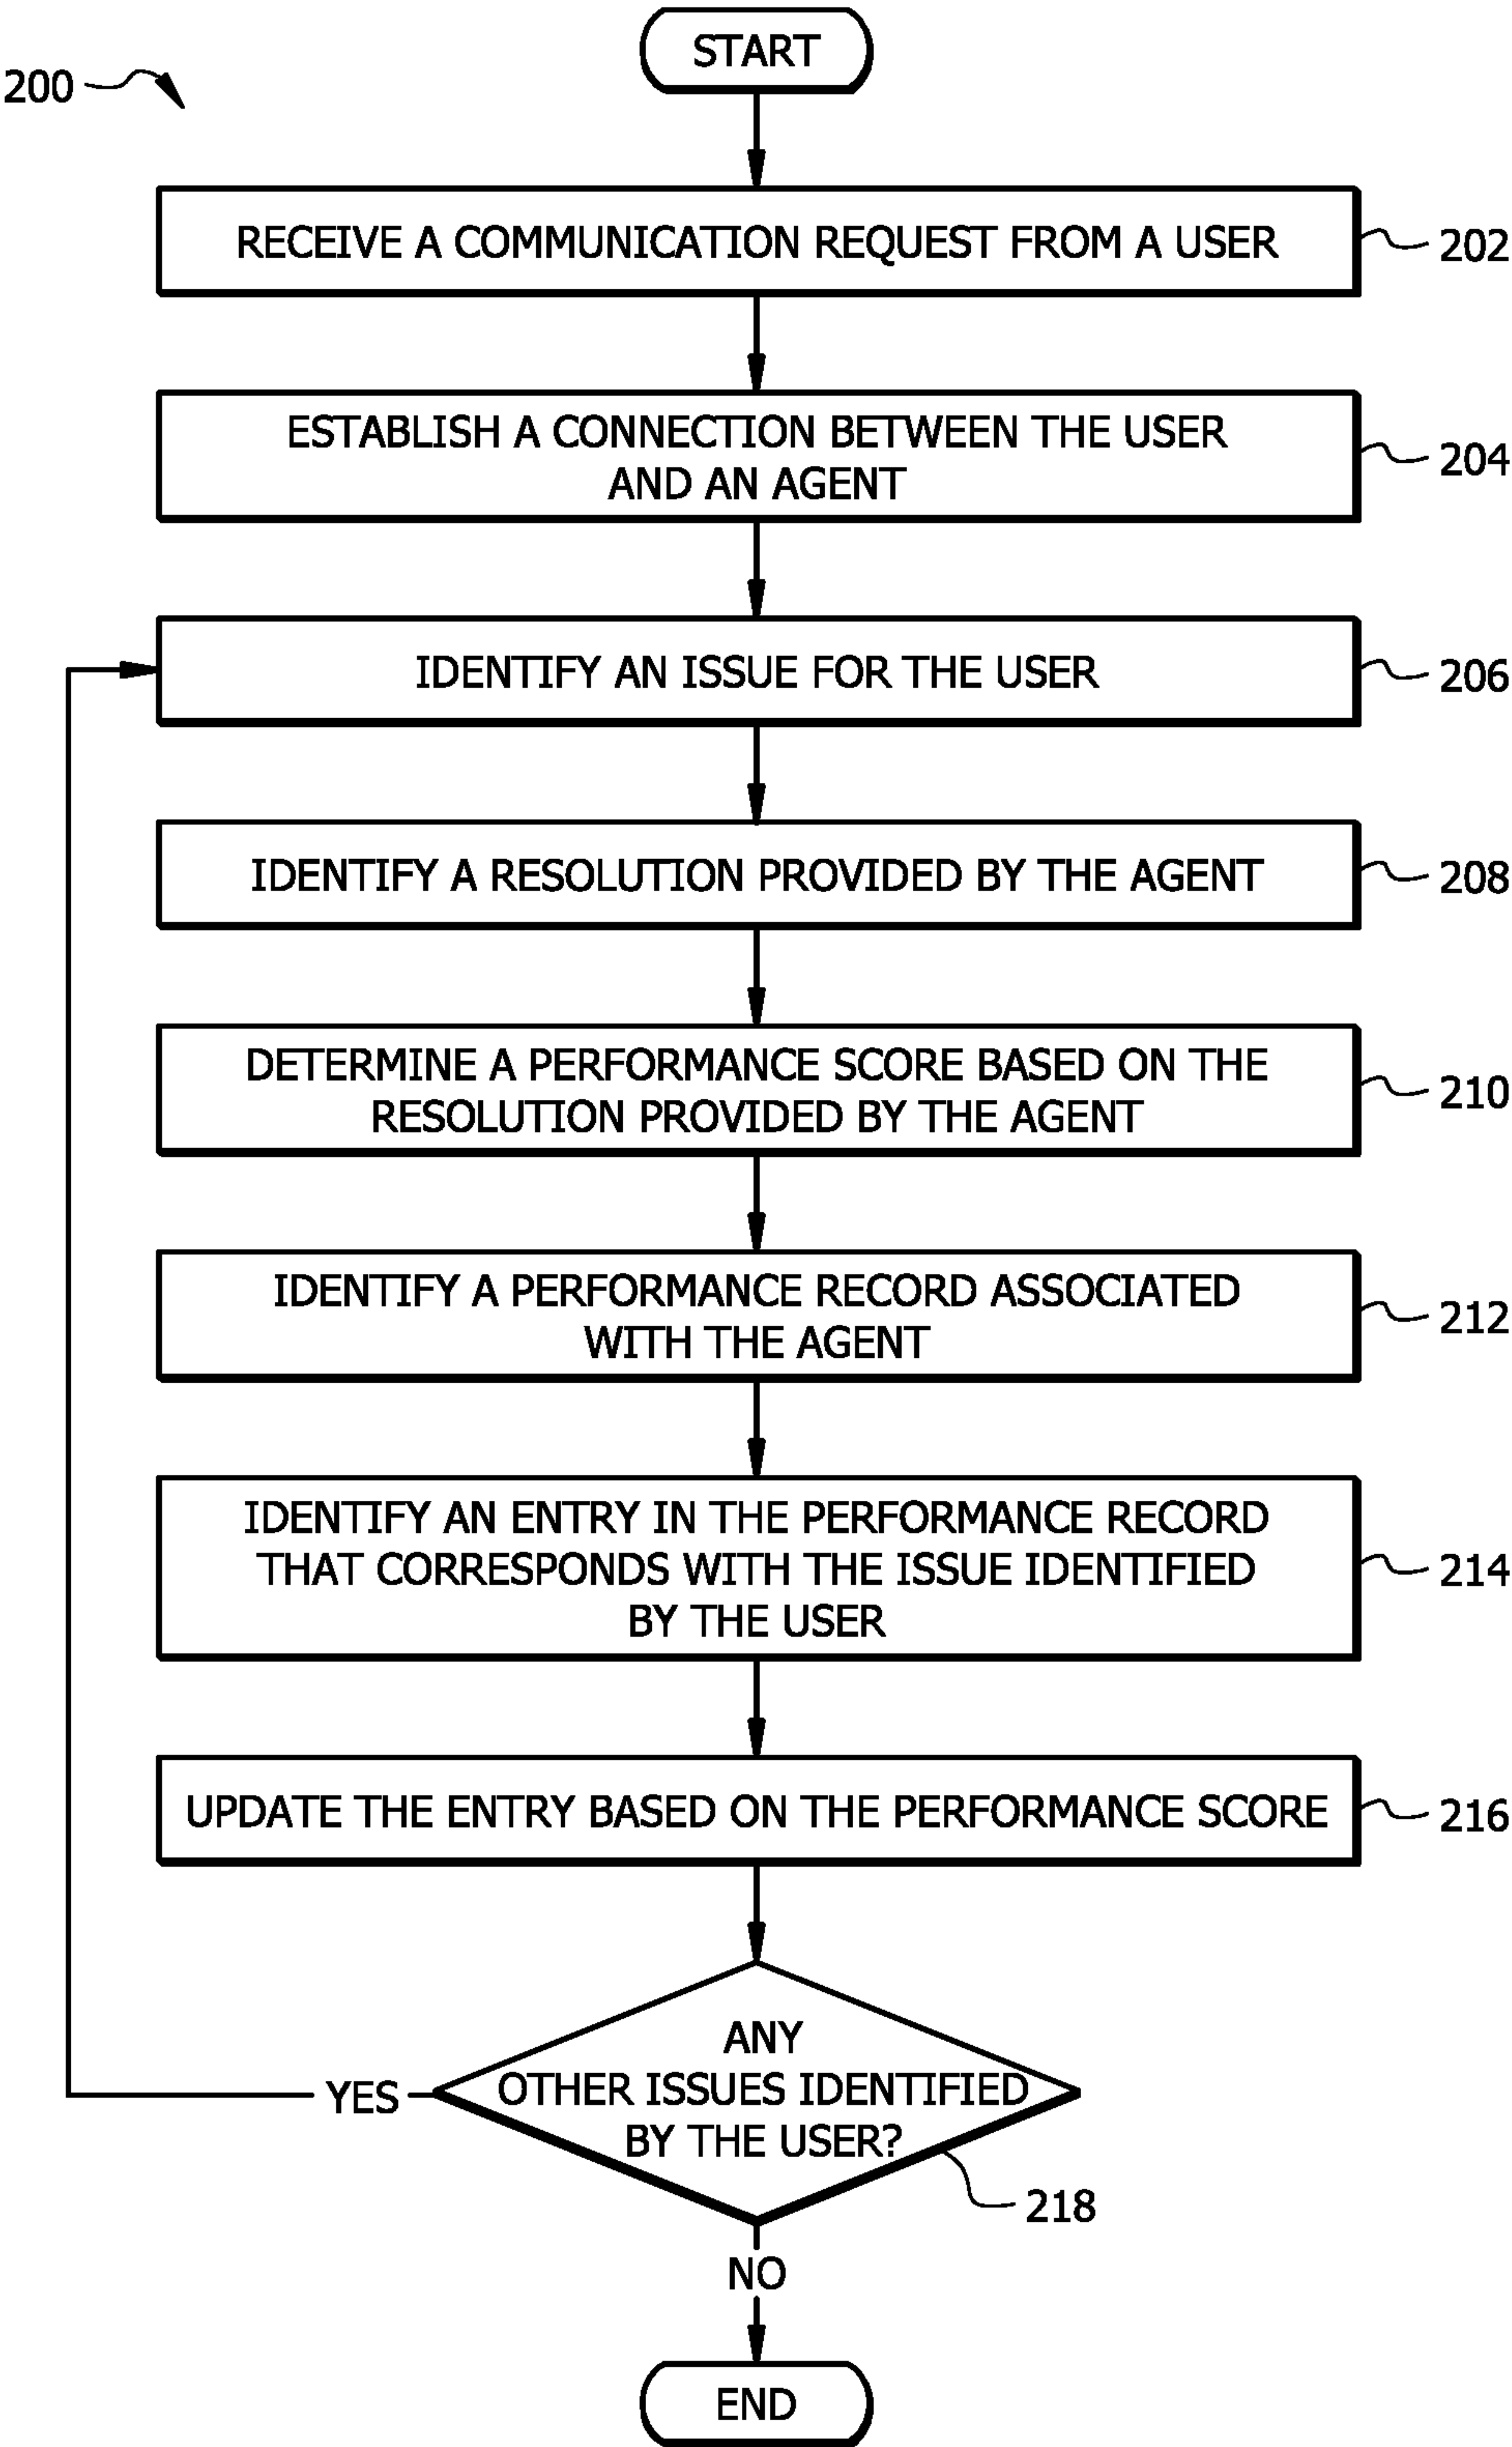 START
200
RECEIVE A COMMUNICATION REQUEST FROM A USER
202
ESTABLISH A CONNECTION BETWEEN THE USER
AND AN AGENT
204
IDENTIFY AN ISSUE FOR THE USER
206
IDENTIFY A RESOLUTION PROVIDED BY THE AGENT
208
DETERMINE A PERFORMANCE SCORE BASED ON THE
RESOLUTION PROVIDED BY THE AGENT
210
IDENTIFY A PERFORMANCE RECORD ASSOCIATED
WITH THE AGENT
212
IDENTIFY AN ENTRY IN THE PERFORMANCE RECORD
THAT CORRESPONDS WITH THE ISSUE IDENTIFIED
BY THE USER
214
UPDATE THE ENTRY BASED ON THE PERFORMANCE SCORE
216
ANY
OTHER ISSUES IDENTIFIED
BY THE USER?
YES
218
NO
END